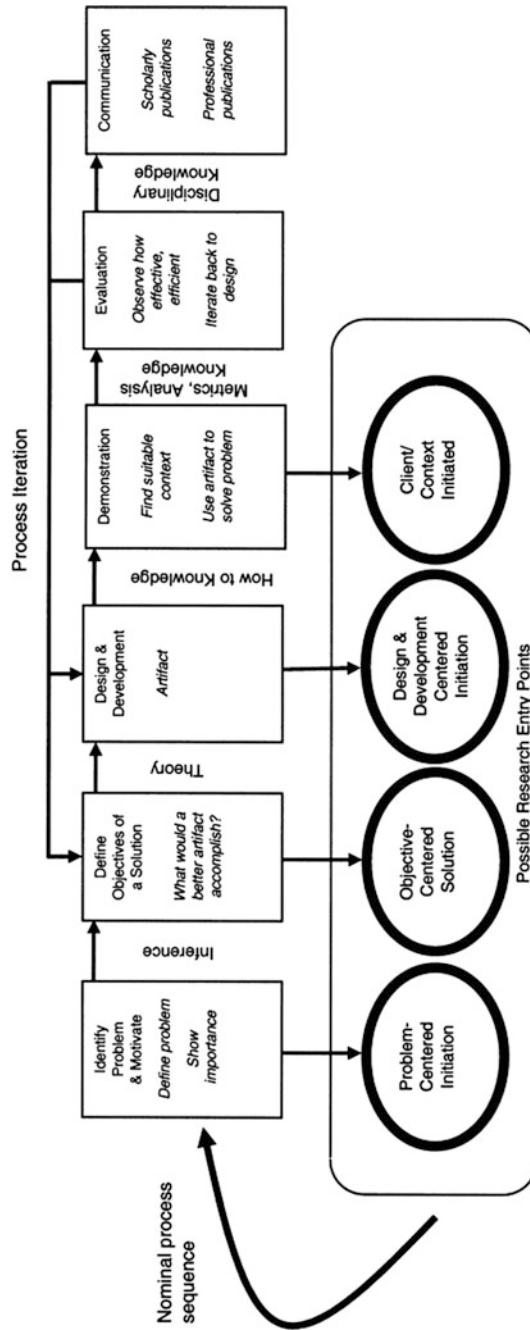 Process Iteration
Nominal process
sequence
Identify
Problem
& Motivate
Define problem
Show
importance
Inference
Define
Objectives of
a Solution
What would a
better artifact
accomplish?
Theory
Design &
Development
Artifact
How to Knowledge
Demonstration
Find suitable
context
Use artifact to
solve problem
Metrics, Analysis
Knowledge
Evaluation
Observe how
effective,
efficient
Iterate back to
design
Disciplinary
Knowledge
Communication
Scholarly
publications
Professional
publications
Problem-
Centered
Initiation
Objective-
Centered
Solution
Design &
Development
Centered
Initiation
Client/
Context
Initiated
Possible Research Entry Points